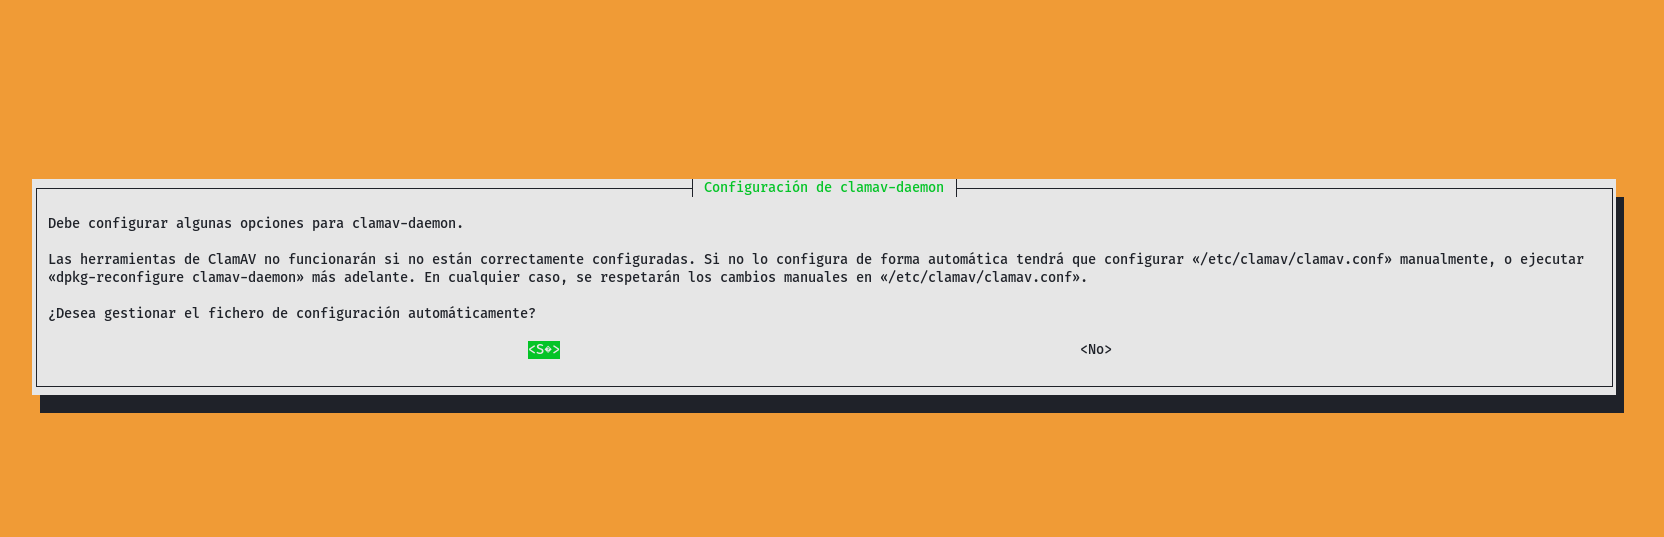 Configuración de clamav-daemon
Debe configurar algunas opciones para clamav-daemon.
Las herramientas de ClamAV no funcionarán si no están correctamente configuradas. Si no lo configura de forma automática tendrá que configurar «/etc/clamav/clamav.conf» manualmente, o ejecutar
«dpkg-reconfigure clamav-daemon» más adelante. En cualquier caso, se respetarán los cambios manuales en «/etc/clamav/clamav.conf».
¿Desea gestionar el fichero de configuración automáticamente?
<S�> <No>